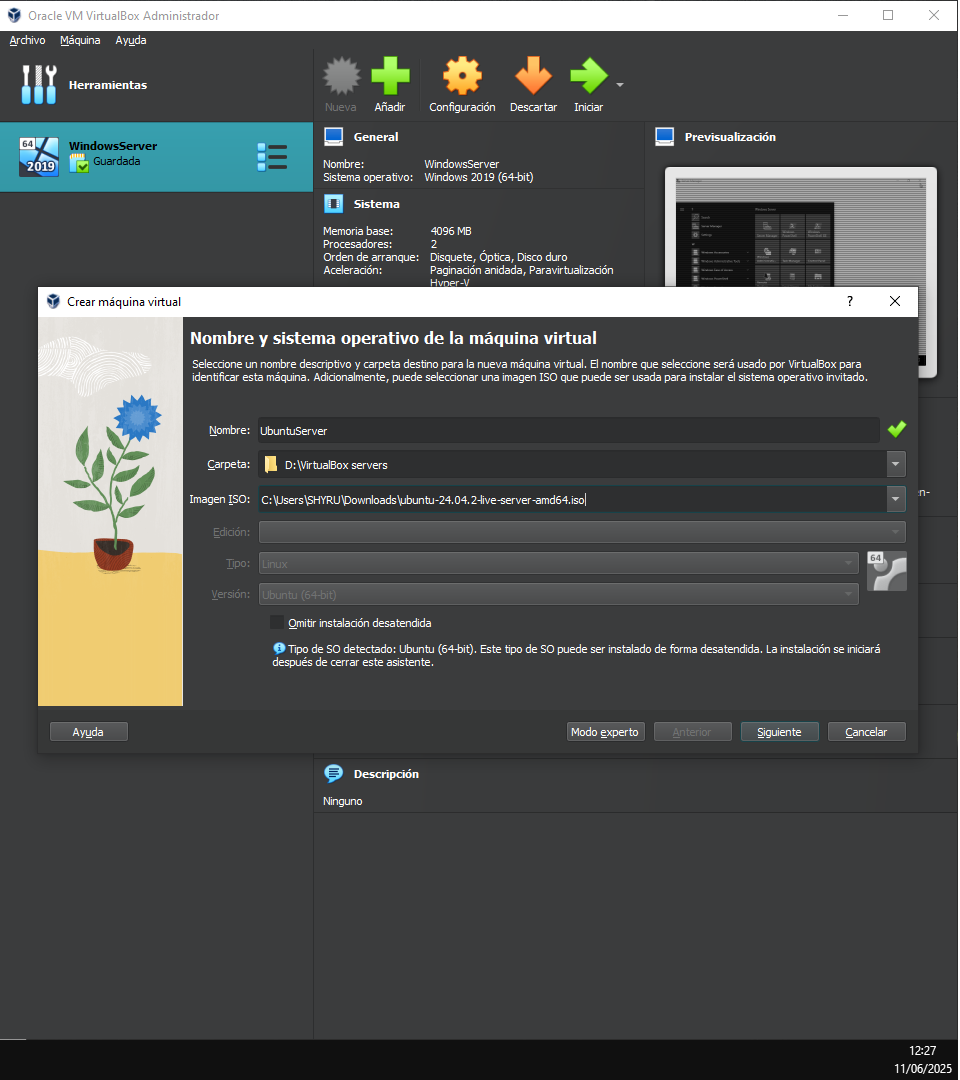 Oracle VM VirtualBox Administrador
Archivo Máquina Ayuda
Herramientas
Nueva Añadir Configuración Descartar Iniciar
64 2019 WindowsServer
Guardada
General
Nombre: WindowsServer
Sistema operativo: Windows 2019 (64-bit)
Sistema
Memoria base: 4096 MB
Procesadores: 2
Orden de arranque: Disquete, Óptica, Disco duro
Aceleración: Paginación anidada, Paravirtualización
Hyper-V
Previsualización
Crear máquina virtual ?
Nombre y sistema operativo de la máquina virtual
Seleccione un nombre descriptivo y carpeta destino para la nueva máquina virtual. El nombre que seleccione será usado por VirtualBox para
identificar esta máquina. Adicionalmente, puede seleccionar una imagen ISO que puede ser usada para instalar el sistema operativo invitado.
Nombre: UbuntuServer
Carpeta: D:\VirtualBox servers
Imagen ISO: C:\Users\SHYRU\Downloads\ubuntu-24.04.2-live-server-amd64.iso
en-
Edición:
Tipo: Linux
64
Versión: Ubuntu (64-bit)
Omitir instalación desatendida
Tipo de SO detectado: Ubuntu (64-bit). Este tipo de SO puede ser instalado de forma desatendida. La instalación se iniciará
después de cerrar este asistente.
Ayuda Modo experto Anterior Siguiente Cancelar
Descripción
Ninguno
12:27
11/06/2025